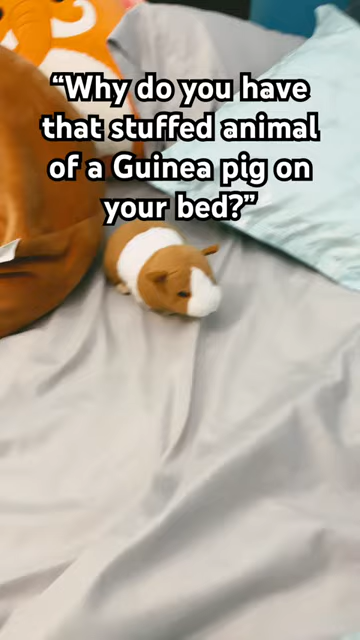 “Why do you have
that stuffed animal
of a Guinea pig on
your bed?”